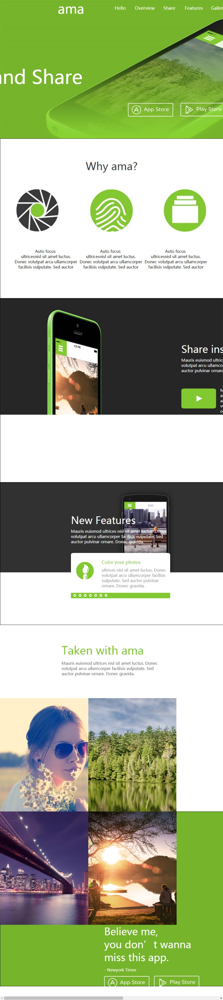 ama
Hello Overview Share Features Galler
nd Share
App Store Play Store
Why ama?
Auto focus
ultricesnisl sit amet luctus.
Donec volutpat arcu ullamcorper
facilisis vulputate. Sed auctor
Auto focus
ultricesnisl sit amet luctus.
Donec volutpat arcu ullamcorper
facilisis vulputate. Sed auctor
Auto focus
ultricesnisl sit amet luctus.
Donec volutpat arcu ullamcorper
facilisis vulputate. Sed auctor
4:21 PM
Share ins
Mauris euismod ultric
volutpat arcu ullamco
auctor pulvinar ornare
Edit
New Features
Mauris euismod ultrices nisl sit amet luctus. Donec
volutpat arcu ullamcorper facilisis vulputate. Sed
auctor pulvinar ornare. Donec gravida.
Color your photos
ultrices nisl sit amet luctus. Donec
volutpat arcu ullamcorper facilisis
vulputate. Sed auctor pulvinar
ornare. Donec gravida.
Taken with ama
Mauris euismod ultrices nisl sit amet luctus. Donec
volutpat arcu ullamcorper facilisis vulputate. Sed
auctor pulvinar ornare. Donec gravida.
Believe me,
you don’t wanna
miss this app.
- Newyork Times
App Store Play Store